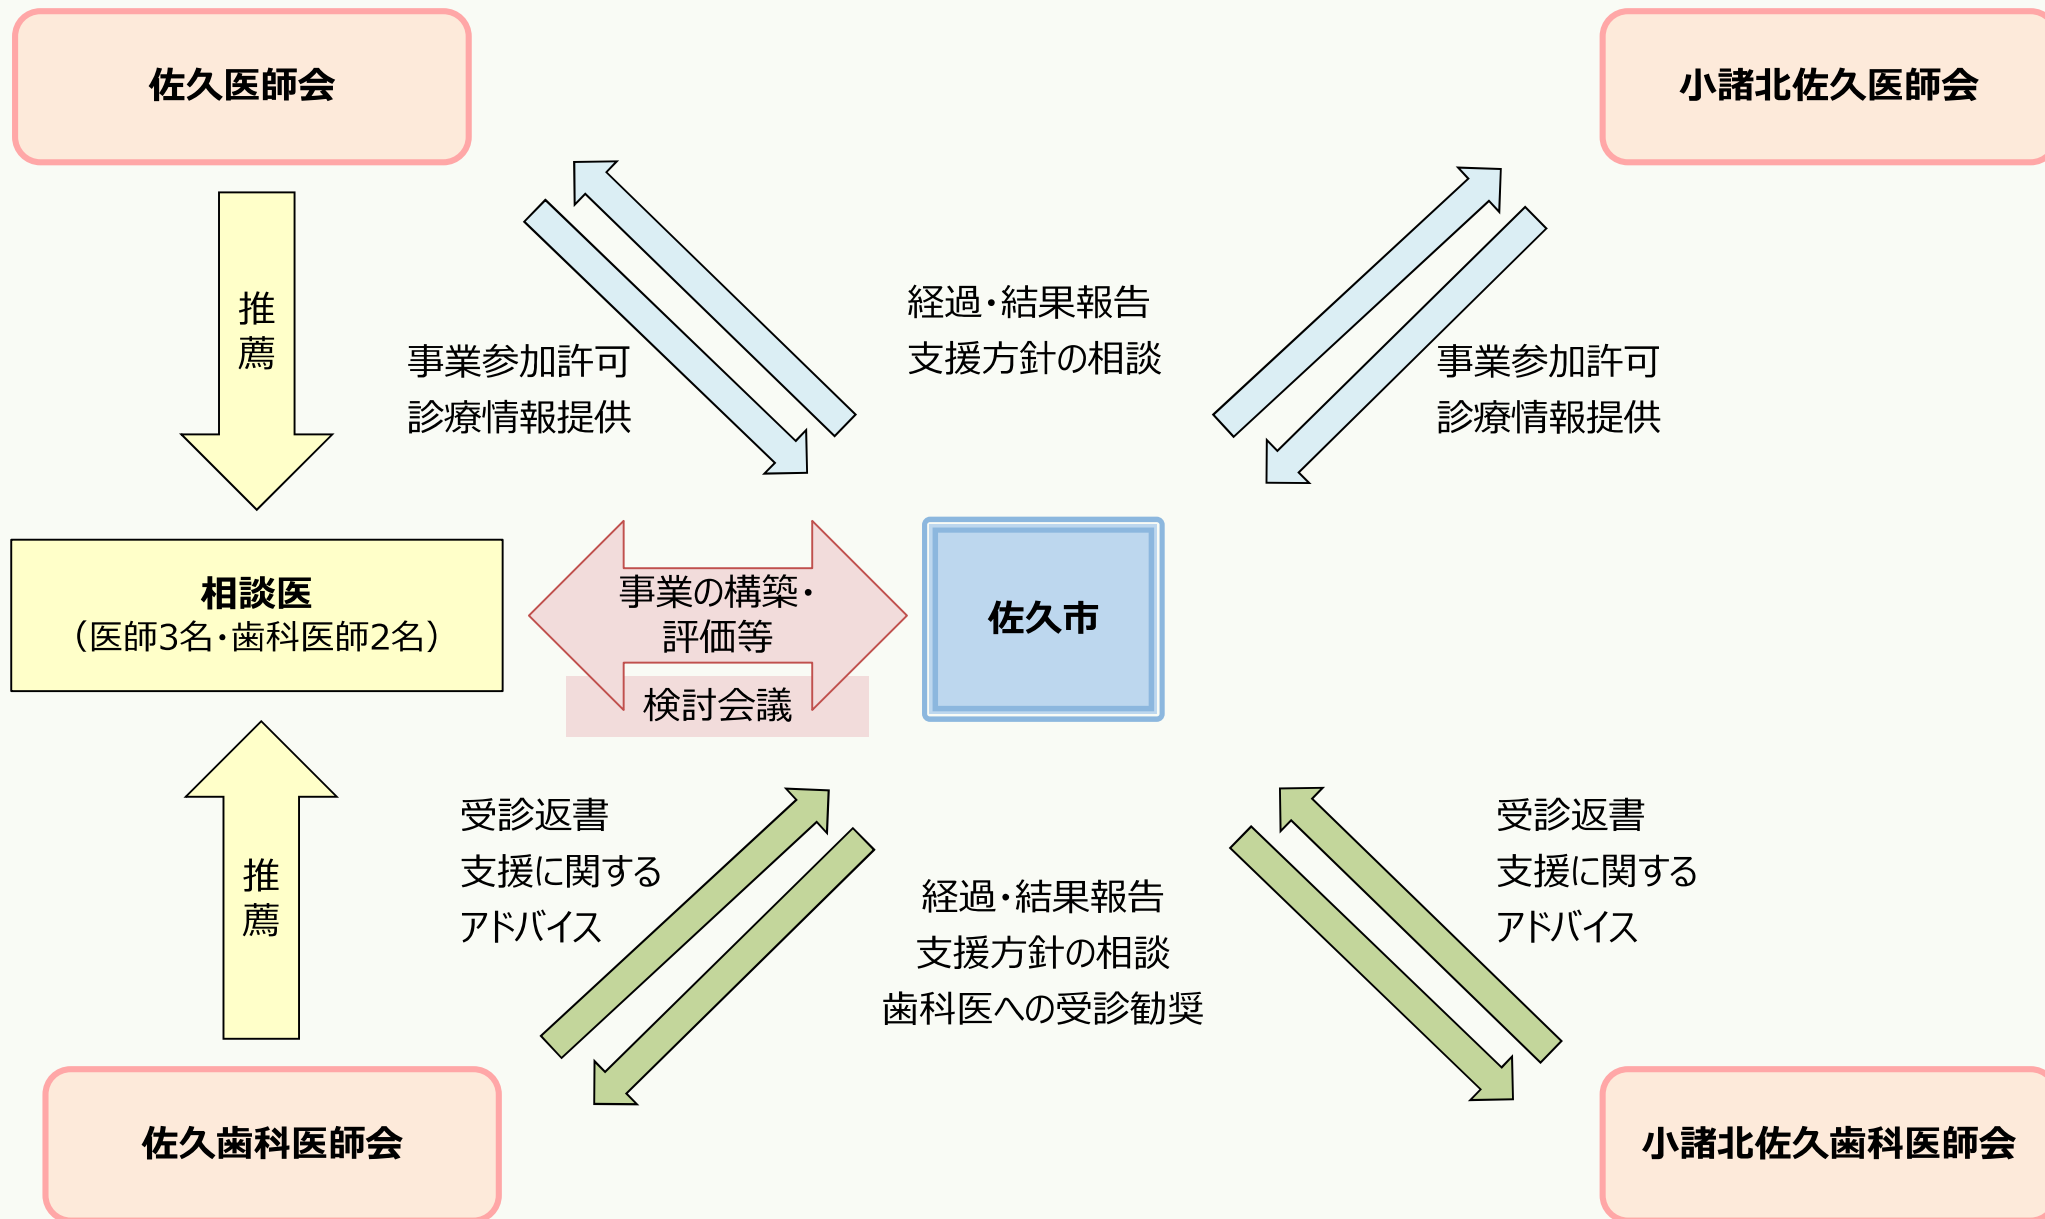 佐久医師会
小諸北佐久医師会
推
薦
事業参加許可
診療情報提供
経過・結果報告
支援方針の相談
事業参加許可
診療情報提供
相談医
（医師3名・歯科医師2名）
事業の構築・
評価等
検討会議
佐久市
推
薦
受診返書
支援に関する
アドバイス
経過・結果報告
支援方針の相談
歯科医への受診勧奨
受診返書
支援に関する
アドバイス
佐久歯科医師会
小諸北佐久歯科医師会